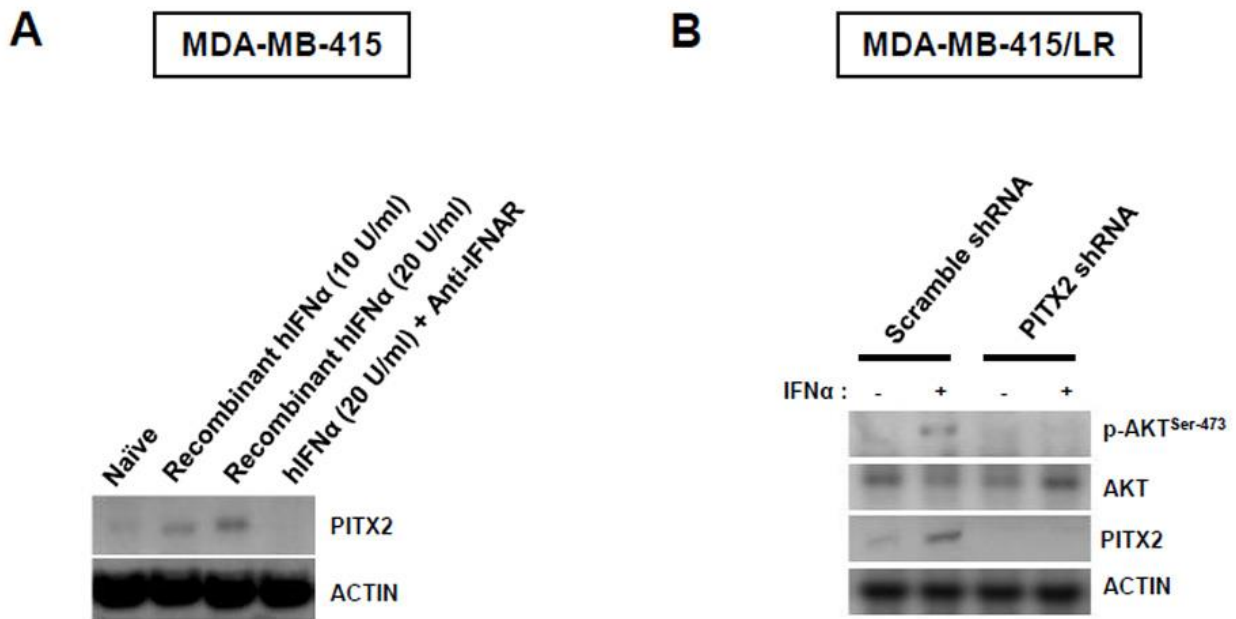 A
MDA-MB-415
Naïve
Recombinant hIFNα (10 U/ml)
Recombinant hIFNα (20 U/ml)
hIFNα (20 U/ml) + Anti-IFNAR
PITX2
ACTIN
B
MDA-MB-415/LR
Scramble shRNA
PITX2 shRNA
IFNα : - + - +
p-AKTSer-473
AKT
PITX2
ACTIN